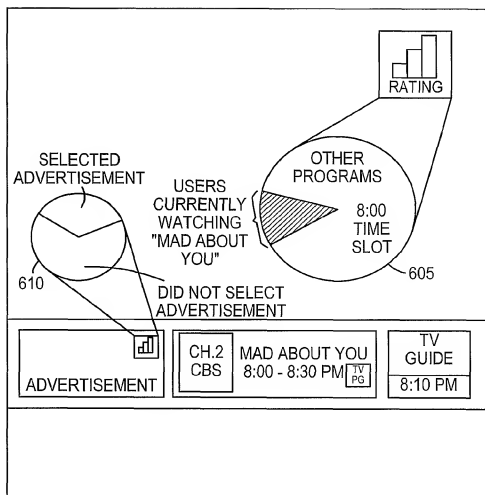 RATING
SELECTED
ADVERTISEMENT
OTHER
PROGRAMS
USERS
CURRENTLY
WATCHING
"MAD ABOUT
YOU"
8:00
TIME
SLOT
610
605
DID NOT SELECT
ADVERTISEMENT
ADVERTISEMENT
CH.2
CBS
MAD ABOUT YOU
8:00 - 8:30 PM
TV
PG
TV
GUIDE
8:10 PM